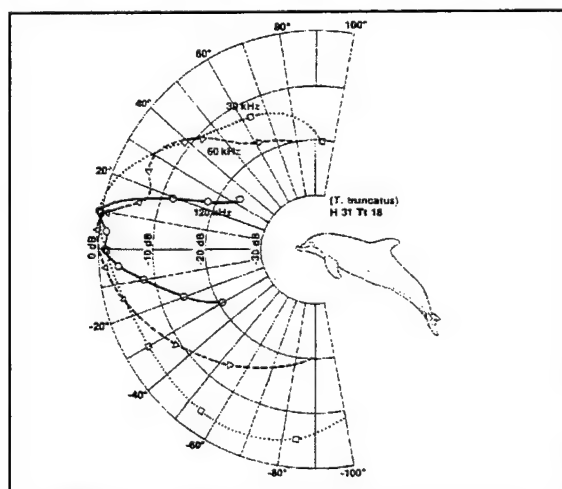 80° 100°
60°
40°
30 kHz
60 kHz
20°
(T. truncatus)
H 31 Tt 18
120 kHz
0 dB -10 dB -20 dB -30 dB
-20°
-40°
-60°
-80° -100°